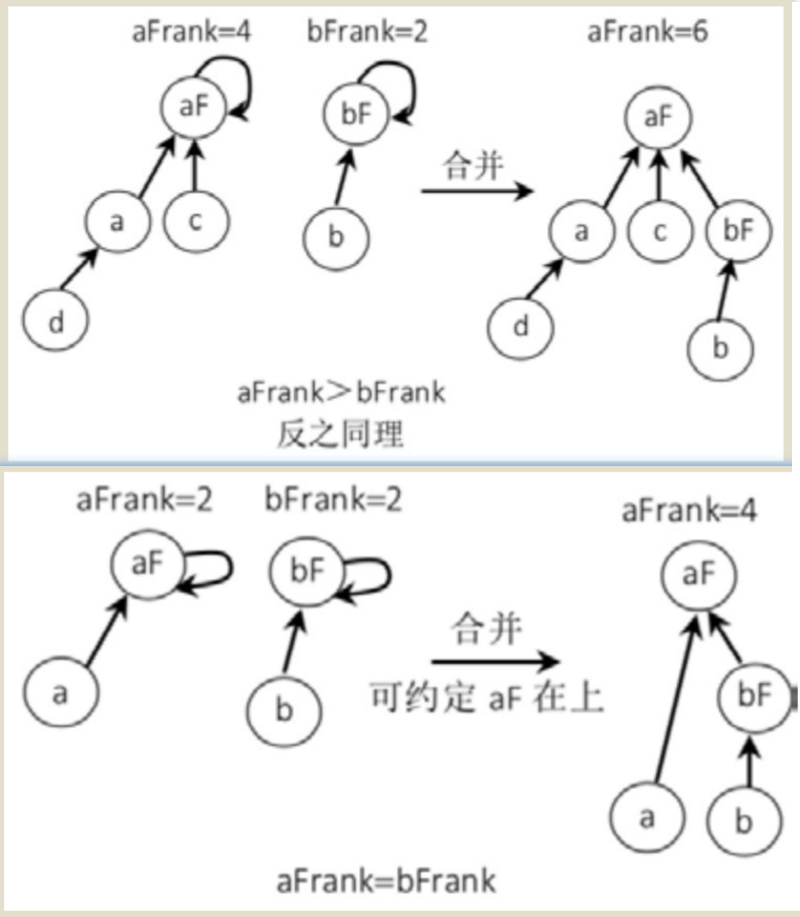 aFrank=4 bFrank=2 aFrank=6
aF bF aF
合并
a c b a c bF
d d b
aFrank>bFrank
反之同理
aFrank=2 bFrank=2 aFrank=4
aF bF aF
合并
可约定 aF 在上
a b bF
a b
aFrank=bFrank